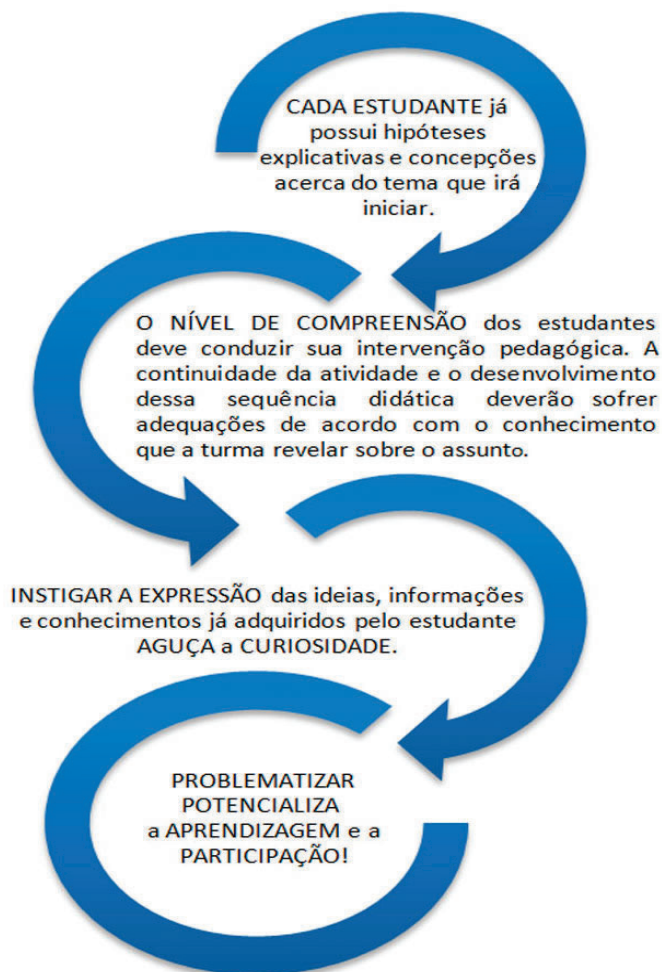 CADA ESTUDANTE já
possui hipóteses
explicativas e concepções
acerca do tema que irá
iniciar.
O NÍVEL DE COMPREENSÃO dos estudantes
deve conduzir sua intervenção pedagógica. A
continuidade da atividade e o desenvolvimento
dessa sequência didática deverão sofrer
adequações de acordo com o conhecimento
que a turma revelar sobre o assunto.
INSTIGAR A EXPRESSÃO das ideias, informações
e conhecimentos já adquiridos pelo estudante
AGUÇA a CURIOSIDADE.
PROBLEMATIZAR
POTENCIALIZA
a APRENDIZAGEM e a
PARTICIPAÇÃO!